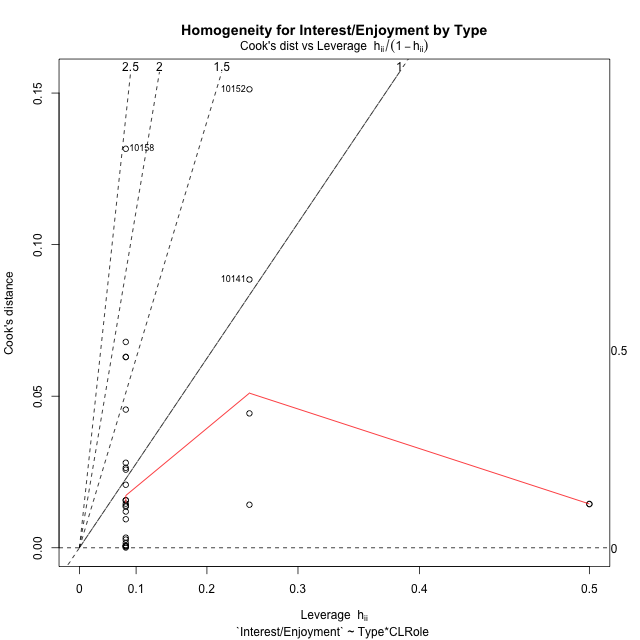 Homogeneity for Interest/Enjoyment by Type
Cook's dist vs Leverage hii/(1 − hii)
2.5 2 1.5 1
10152
10158
10141
0.15
0.10
0.05
0.00
Cook's distance
0.5
0
0 0.1 0.2 0.3 0.4 0.5
Leverage hii
`Interest/Enjoyment` ~ Type*CLRole